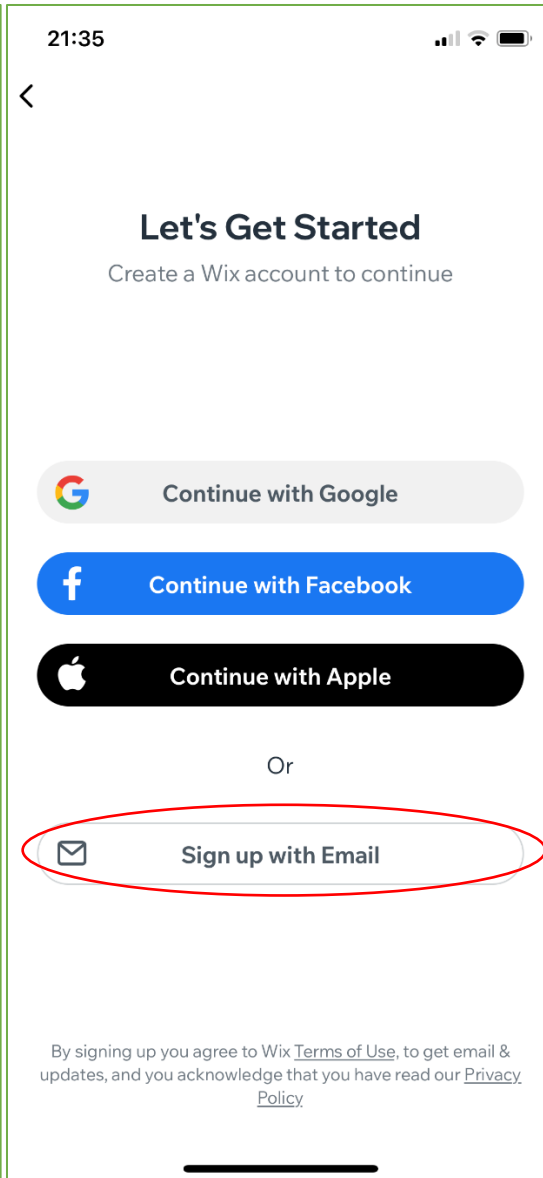 21:35
Let's Get Started
Create a Wix account to continue
Continue with Google
Continue with Facebook
Continue with Apple
Or
Sign up with Email
By signing up you agree to Wix Terms of Use, to get email &
updates, and you acknowledge that you have read our Privacy
Policy